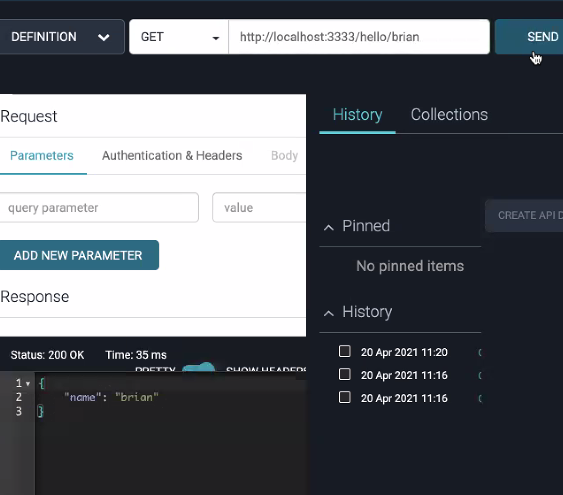 DEFINITION GET http://localhost:3333/hello/brian SEND
Request
Parameters Authentication & Headers Body
query parameter value
ADD NEW PARAMETER
Response
Status: 200 OK Time: 35 ms
PRETTY SHOW HEADERS
1 {
2 "name": "brian"
3 }
History Collections
CREATE API
Pinned
No pinned items
History
20 Apr 2021 11:20
20 Apr 2021 11:16
20 Apr 2021 11:16